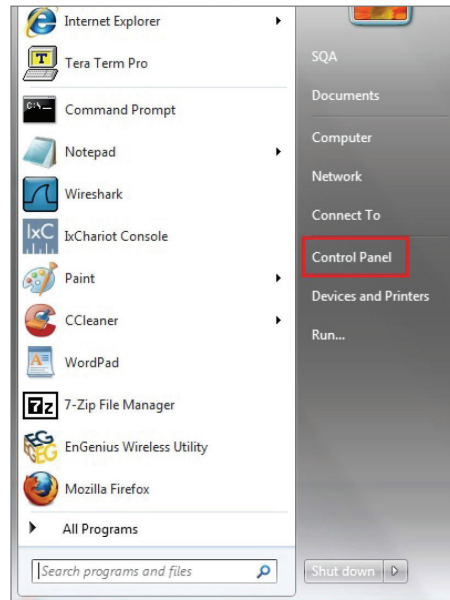 Internet Explorer
Tera Term Pro
Command Prompt
Notepad
Wireshark
IxChariot Console
Paint
CCleaner
WordPad
7-Zip File Manager
EnGenius Wireless Utility
Mozilla Firefox
All Programs
Search programs and files
SQA
Documents
Computer
Network
Connect To
Control Panel
Devices and Printers
Run...
Shut down